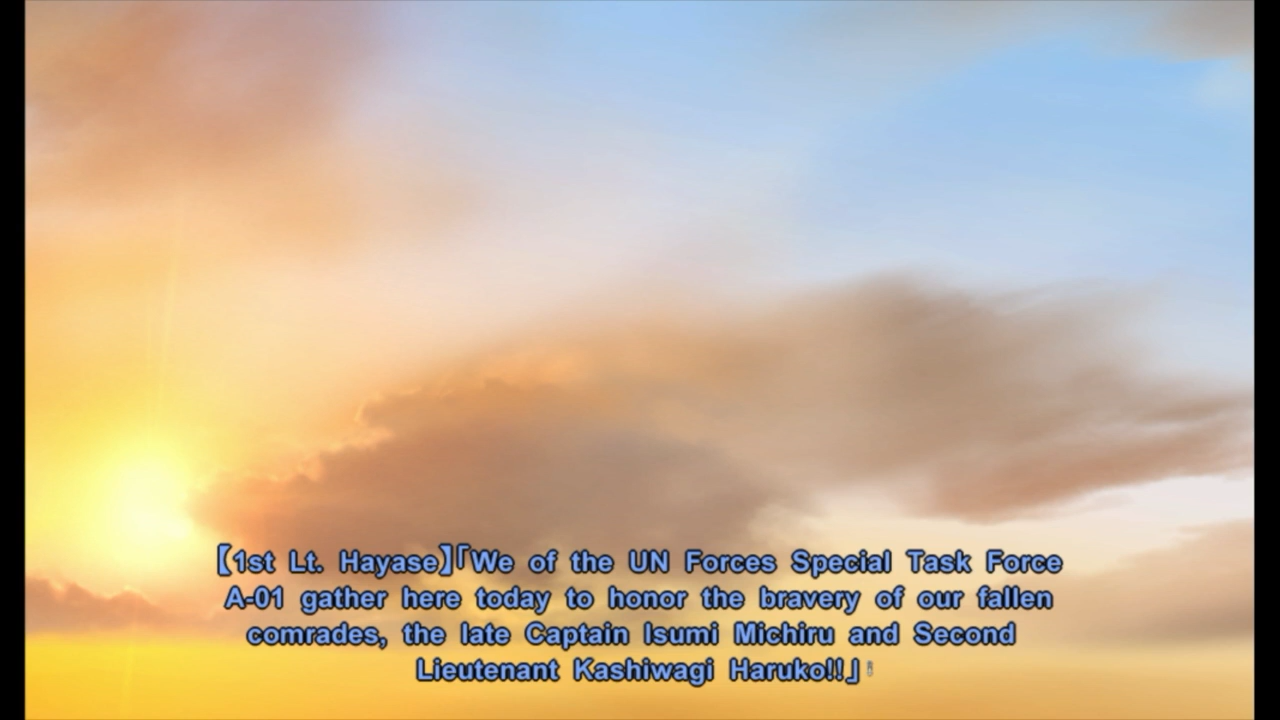 【1st Lt. Hayase】「We of the UN Forces Special Task Force
A-01 gather here today to honor the bravery of our fallen
comrades, the late Captain Isumi Michiru and Second
Lieutenant Kashiwagi Haruko!!」